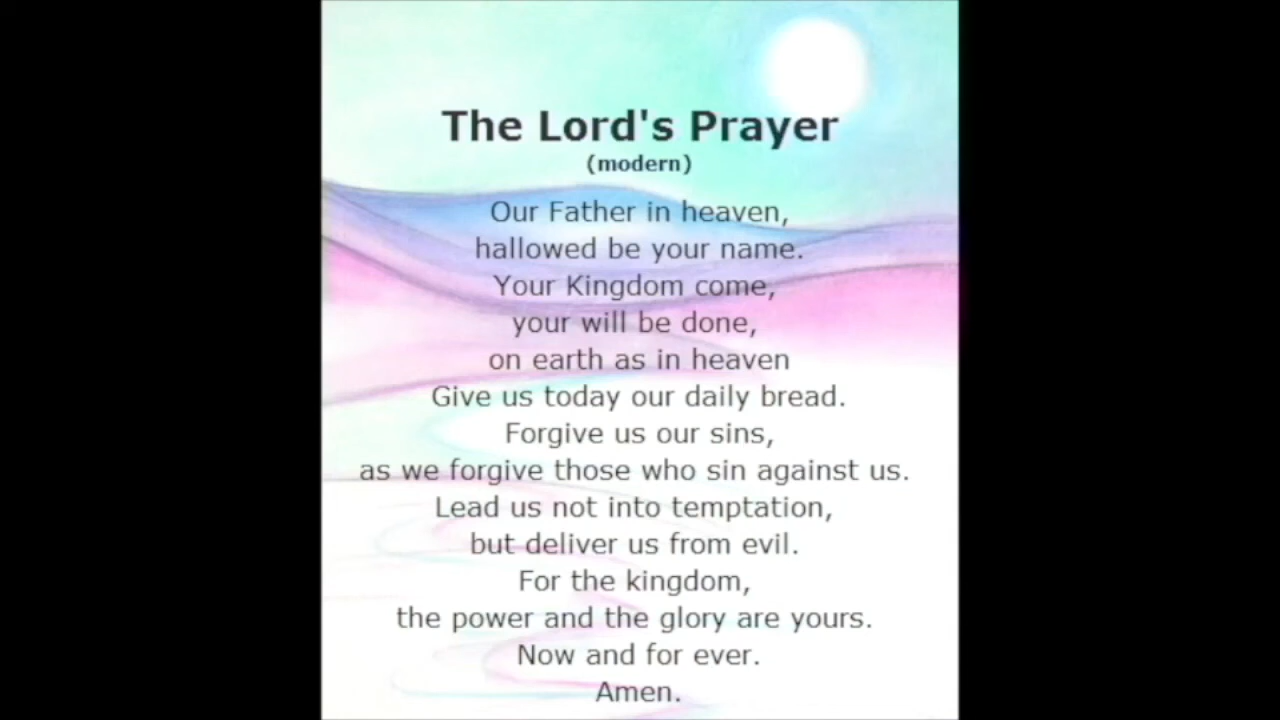 The Lord's Prayer
(modern)
Our Father in heaven,
hallowed be your name.
Your Kingdom come,
your will be done,
on earth as in heaven
Give us today our daily bread.
Forgive us our sins,
as we forgive those who sin against us.
Lead us not into temptation,
but deliver us from evil.
For the kingdom,
the power and the glory are yours.
Now and for ever.
Amen.